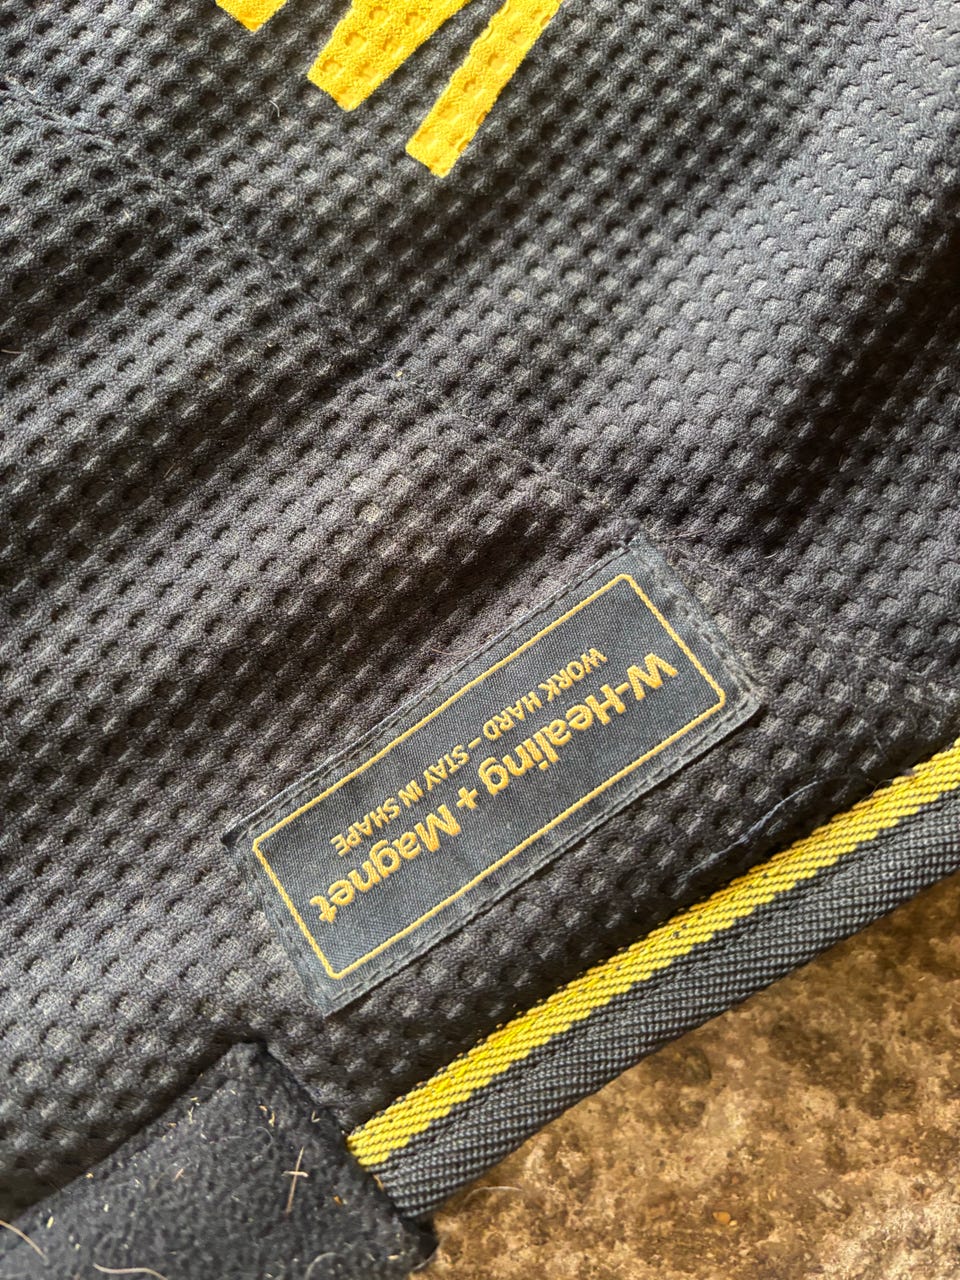 W-Healing + Magnet
WORK HARD – STAY IN SHAPE